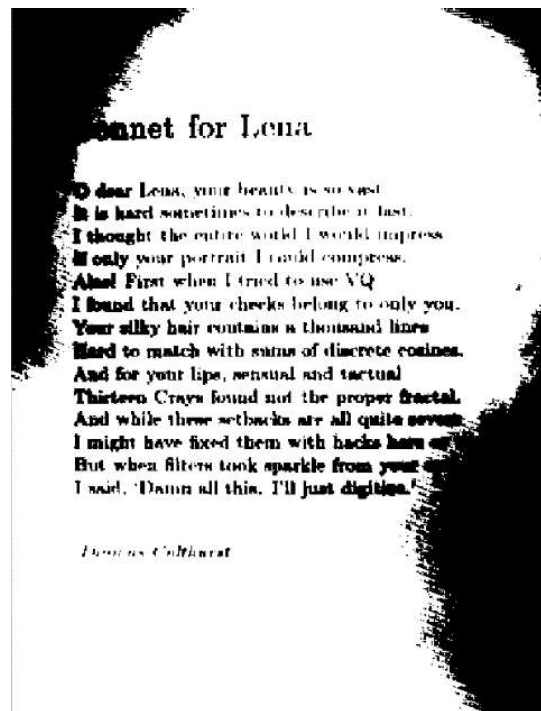 Sonnet for Lena
O dear Lena, your beauty is so vast
It is hard sometimes to describe it fast.
I thought the entire world I would impress
If only your portrait I could compress.
Alas! First when I tried to use VQ
I found that your cheeks belong to only you.
Your silky hair contains a thousand lines
Hard to match with sums of discrete cosines.
And for your lips, sensual and tactual
Thirteen Crays found not the proper fractal.
And while these setbacks are all quite severe
I might have fixed them with hacks here or
But when filters took sparkle from your
I said, 'Damn all this. I'll just digitize.'
Thomas Colthurst